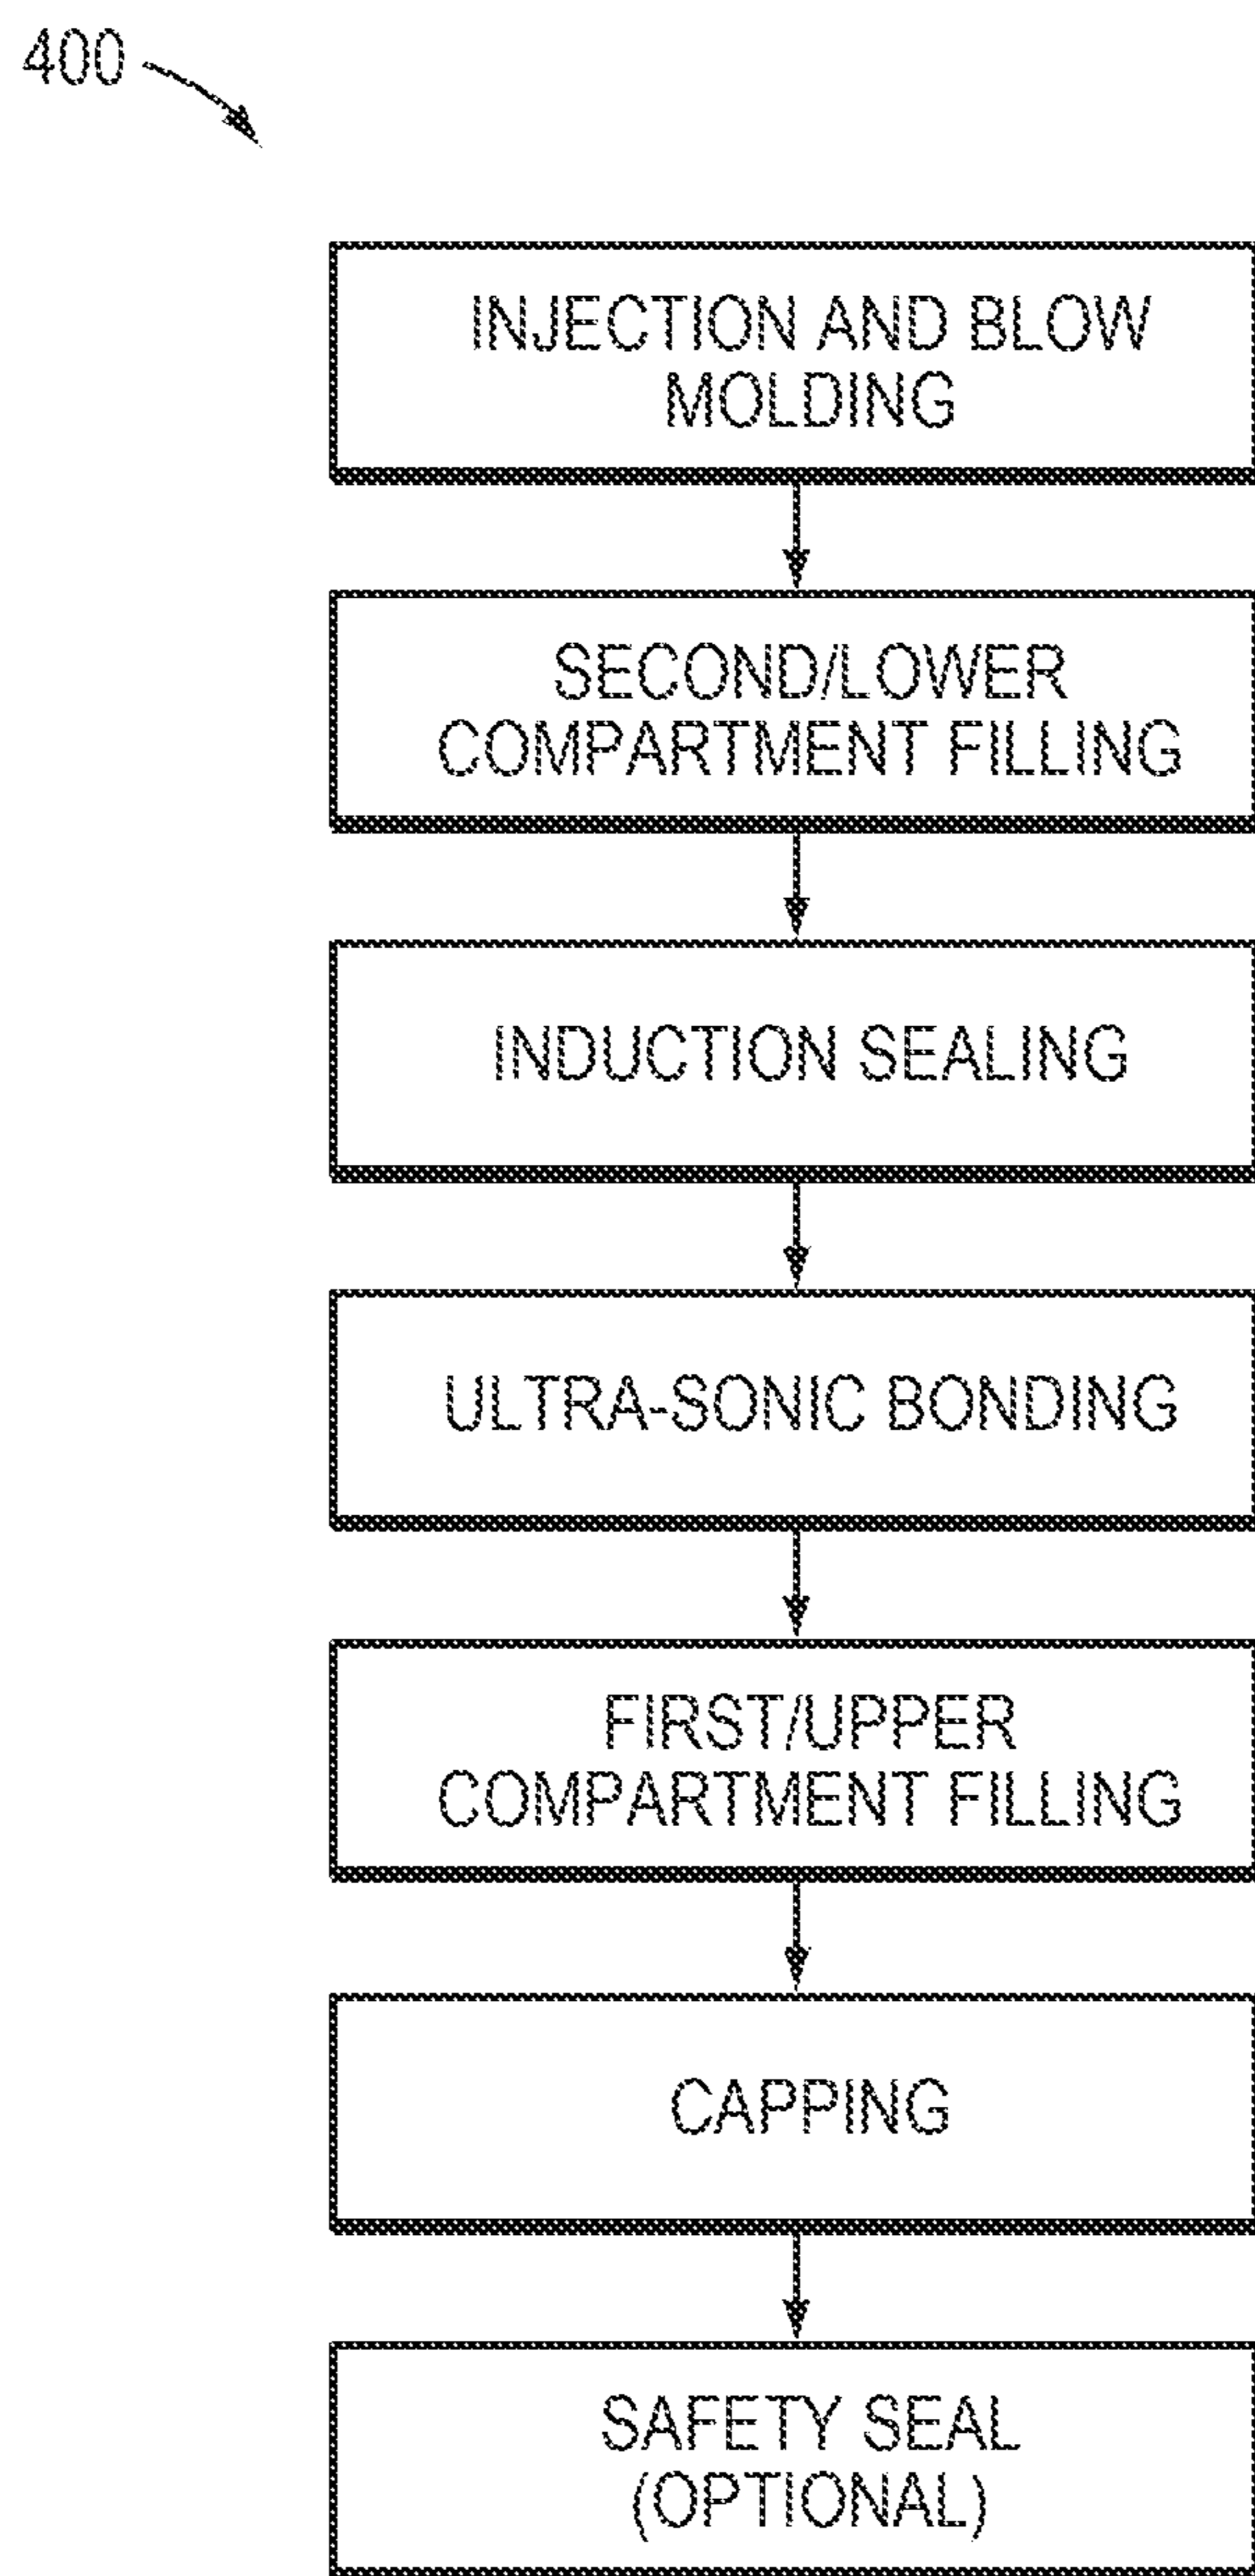 400
INJECTION AND BLOW
MOLDING
SECOND/LOWER
COMPARTMENT FILLING
INDUCTION SEALING
ULTRA-SONIC BONDING
FIRST/UPPER
COMPARTMENT FILLING
CAPPING
SAFETY SEAL
(OPTIONAL)